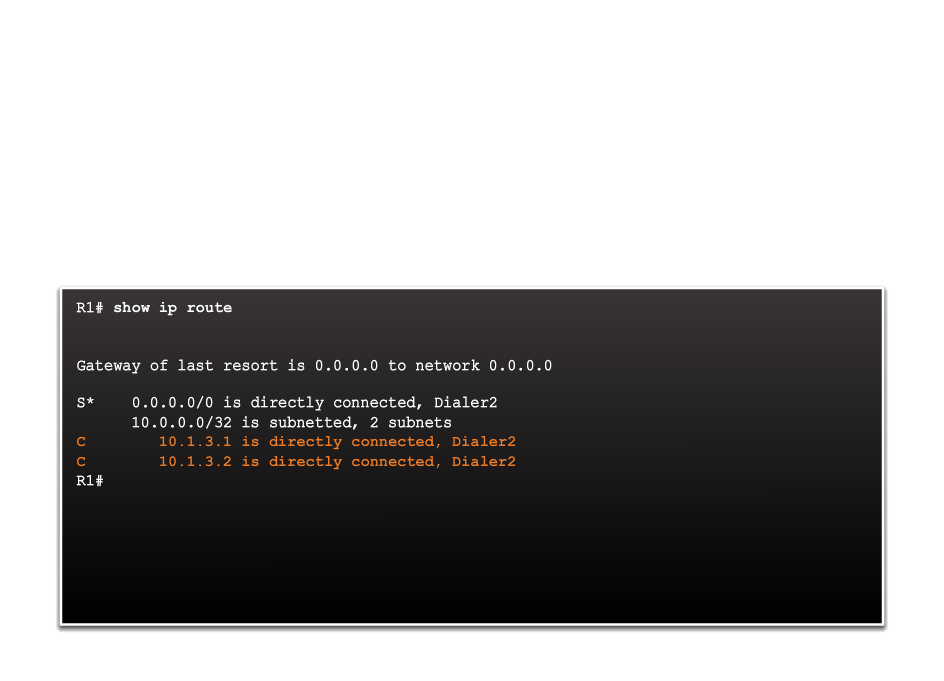 R1# show ip route
Gateway of last resort is 0.0.0.0 to network 0.0.0.0
S* 0.0.0.0/0 is directly connected, Dialer2
10.0.0.0/32 is subnetted, 2 subnets
C 10.1.3.1 is directly connected, Dialer2
C 10.1.3.2 is directly connected, Dialer2
R1#